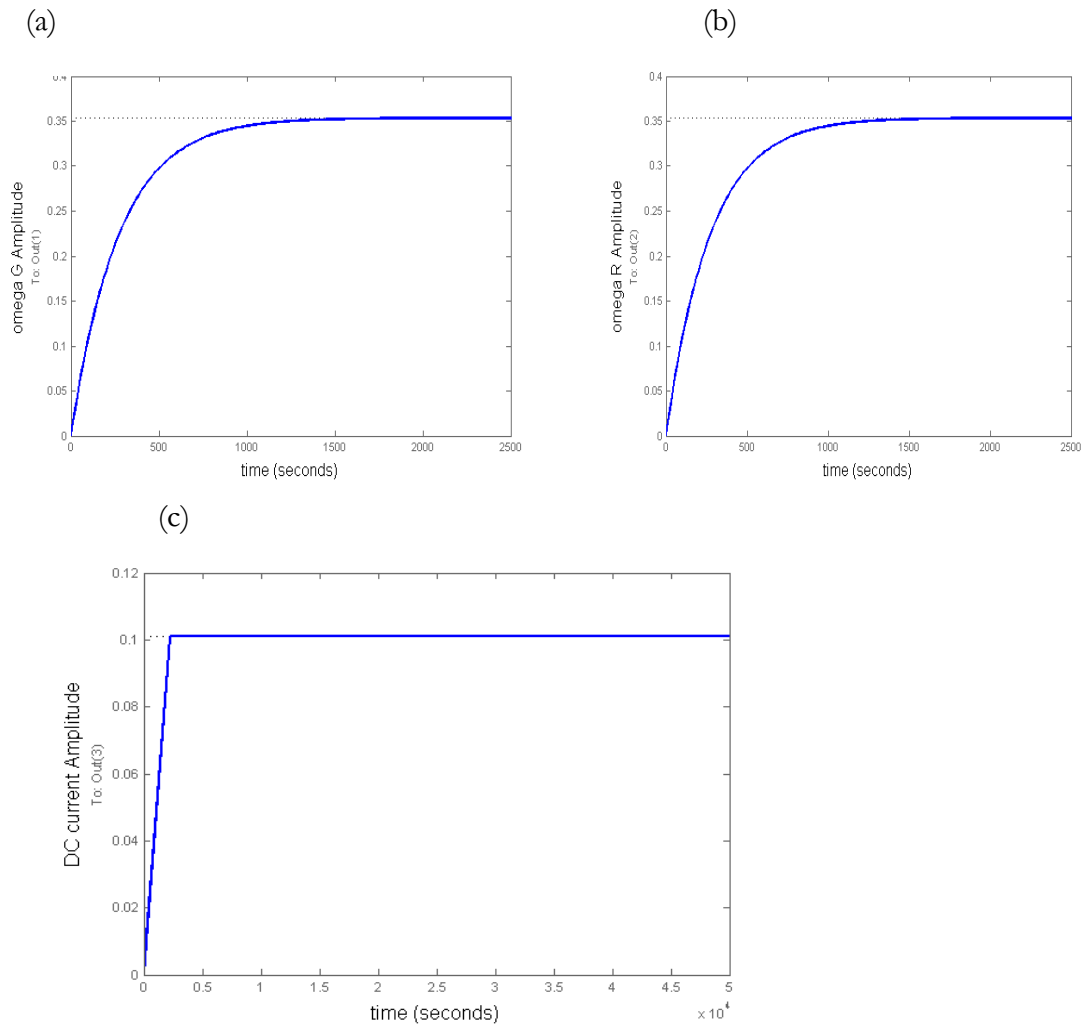 (a)
(b)
0.4
0.35
0.3
0.25
0.2
0.15
0.1
0.05
0
omega G Amplitude
To: Out(1)
0 500 1000 1500 2000 2500
time (seconds)
0.4
0.35
0.3
0.25
0.2
0.15
0.1
0.05
0
omega R Amplitude
To: Out(2)
0 500 1000 1500 2000 2500
time (seconds)
(c)
0.12
0.1
0.08
0.06
0.04
0.02
0
DC current Amplitude
To: Out(3)
0 0.5 1 1.5 2 2.5 3 3.5 4 4.5 5
time (seconds)
x 10⁴